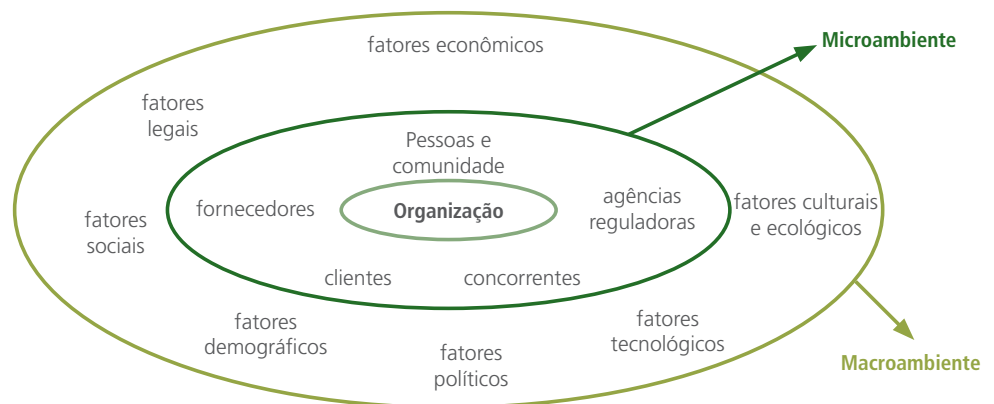 fatores econômicos
Microambiente
fatores
legais
Pessoas e
comunidade
fornecedores
Organização
agências
reguladoras
fatores culturais
e ecológicos
fatores
sociais
clientes
concorrentes
fatores
demográficos
fatores
políticos
fatores
tecnológicos
Macroambiente